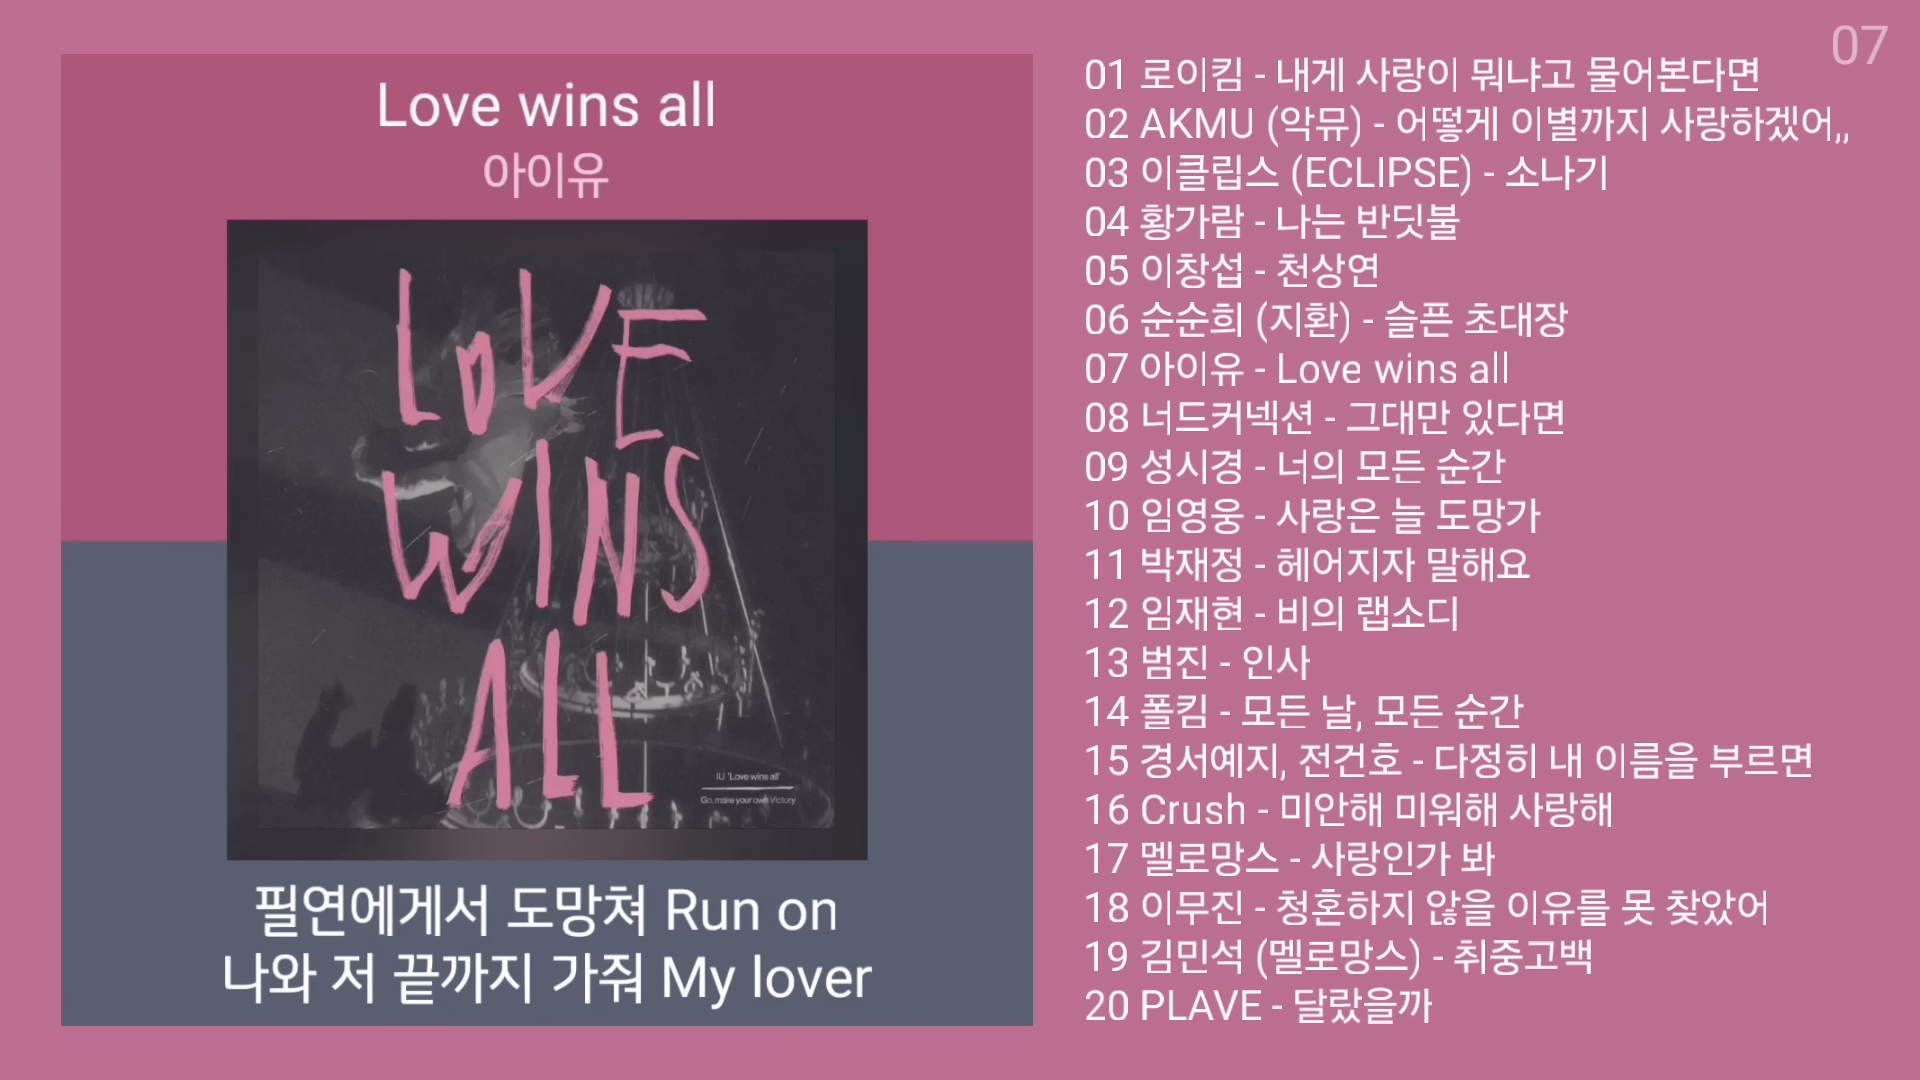 07
Love wins all
아이유
LOVE
WINS
ALL
IU 'Love wins all'
Go, make your own Victory
필연에게서 도망쳐 Run on
나와 저 끝까지 가줘 My lover
01 로이킴 - 내게 사랑이 뭐냐고 물어본다면
02 AKMU (악뮤) - 어떻게 이별까지 사랑하겠어,,
03 이클립스 (ECLIPSE) - 소나기
04 황가람 - 나는 반딧불
05 이창섭 - 천상연
06 순순희 (지환) - 슬픈 초대장
07 아이유 - Love wins all
08 너드커넥션 - 그대만 있다면
09 성시경 - 너의 모든 순간
10 임영웅 - 사랑은 늘 도망가
11 박재정 - 헤어지자 말해요
12 임재현 - 비의 랩소디
13 범진 - 인사
14 폴킴 - 모든 날, 모든 순간
15 경서예지, 전건호 - 다정히 내 이름을 부르면
16 Crush - 미안해 미워해 사랑해
17 멜로망스 - 사랑인가 봐
18 이무진 - 청혼하지 않을 이유를 못 찾았어
19 김민석 (멜로망스) - 취중고백
20 PLAVE - 달랐을까